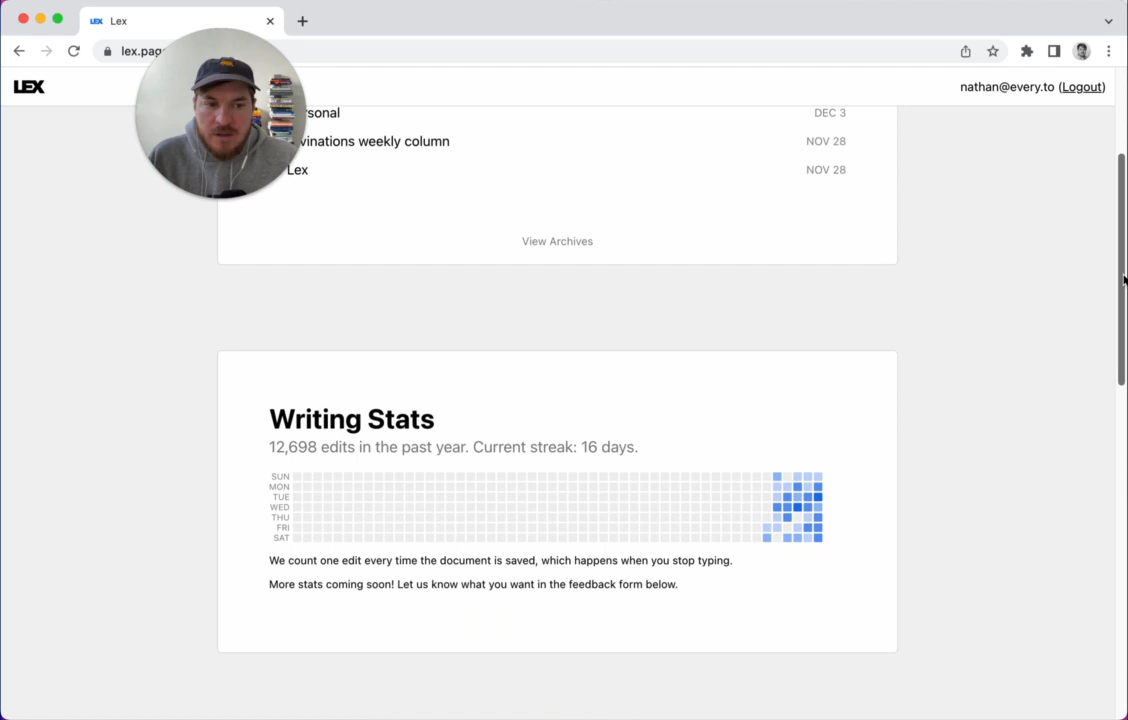 LEX Lex
lex.pag
LEX
nathan@every.to (Logout)
rsonal DEC 3
vinations weekly column NOV 28
Lex NOV 28
View Archives
Writing Stats
12,698 edits in the past year. Current streak: 16 days.
SUN
MON
TUE
WED
THU
FRI
SAT
We count one edit every time the document is saved, which happens when you stop typing.
More stats coming soon! Let us know what you want in the feedback form below.